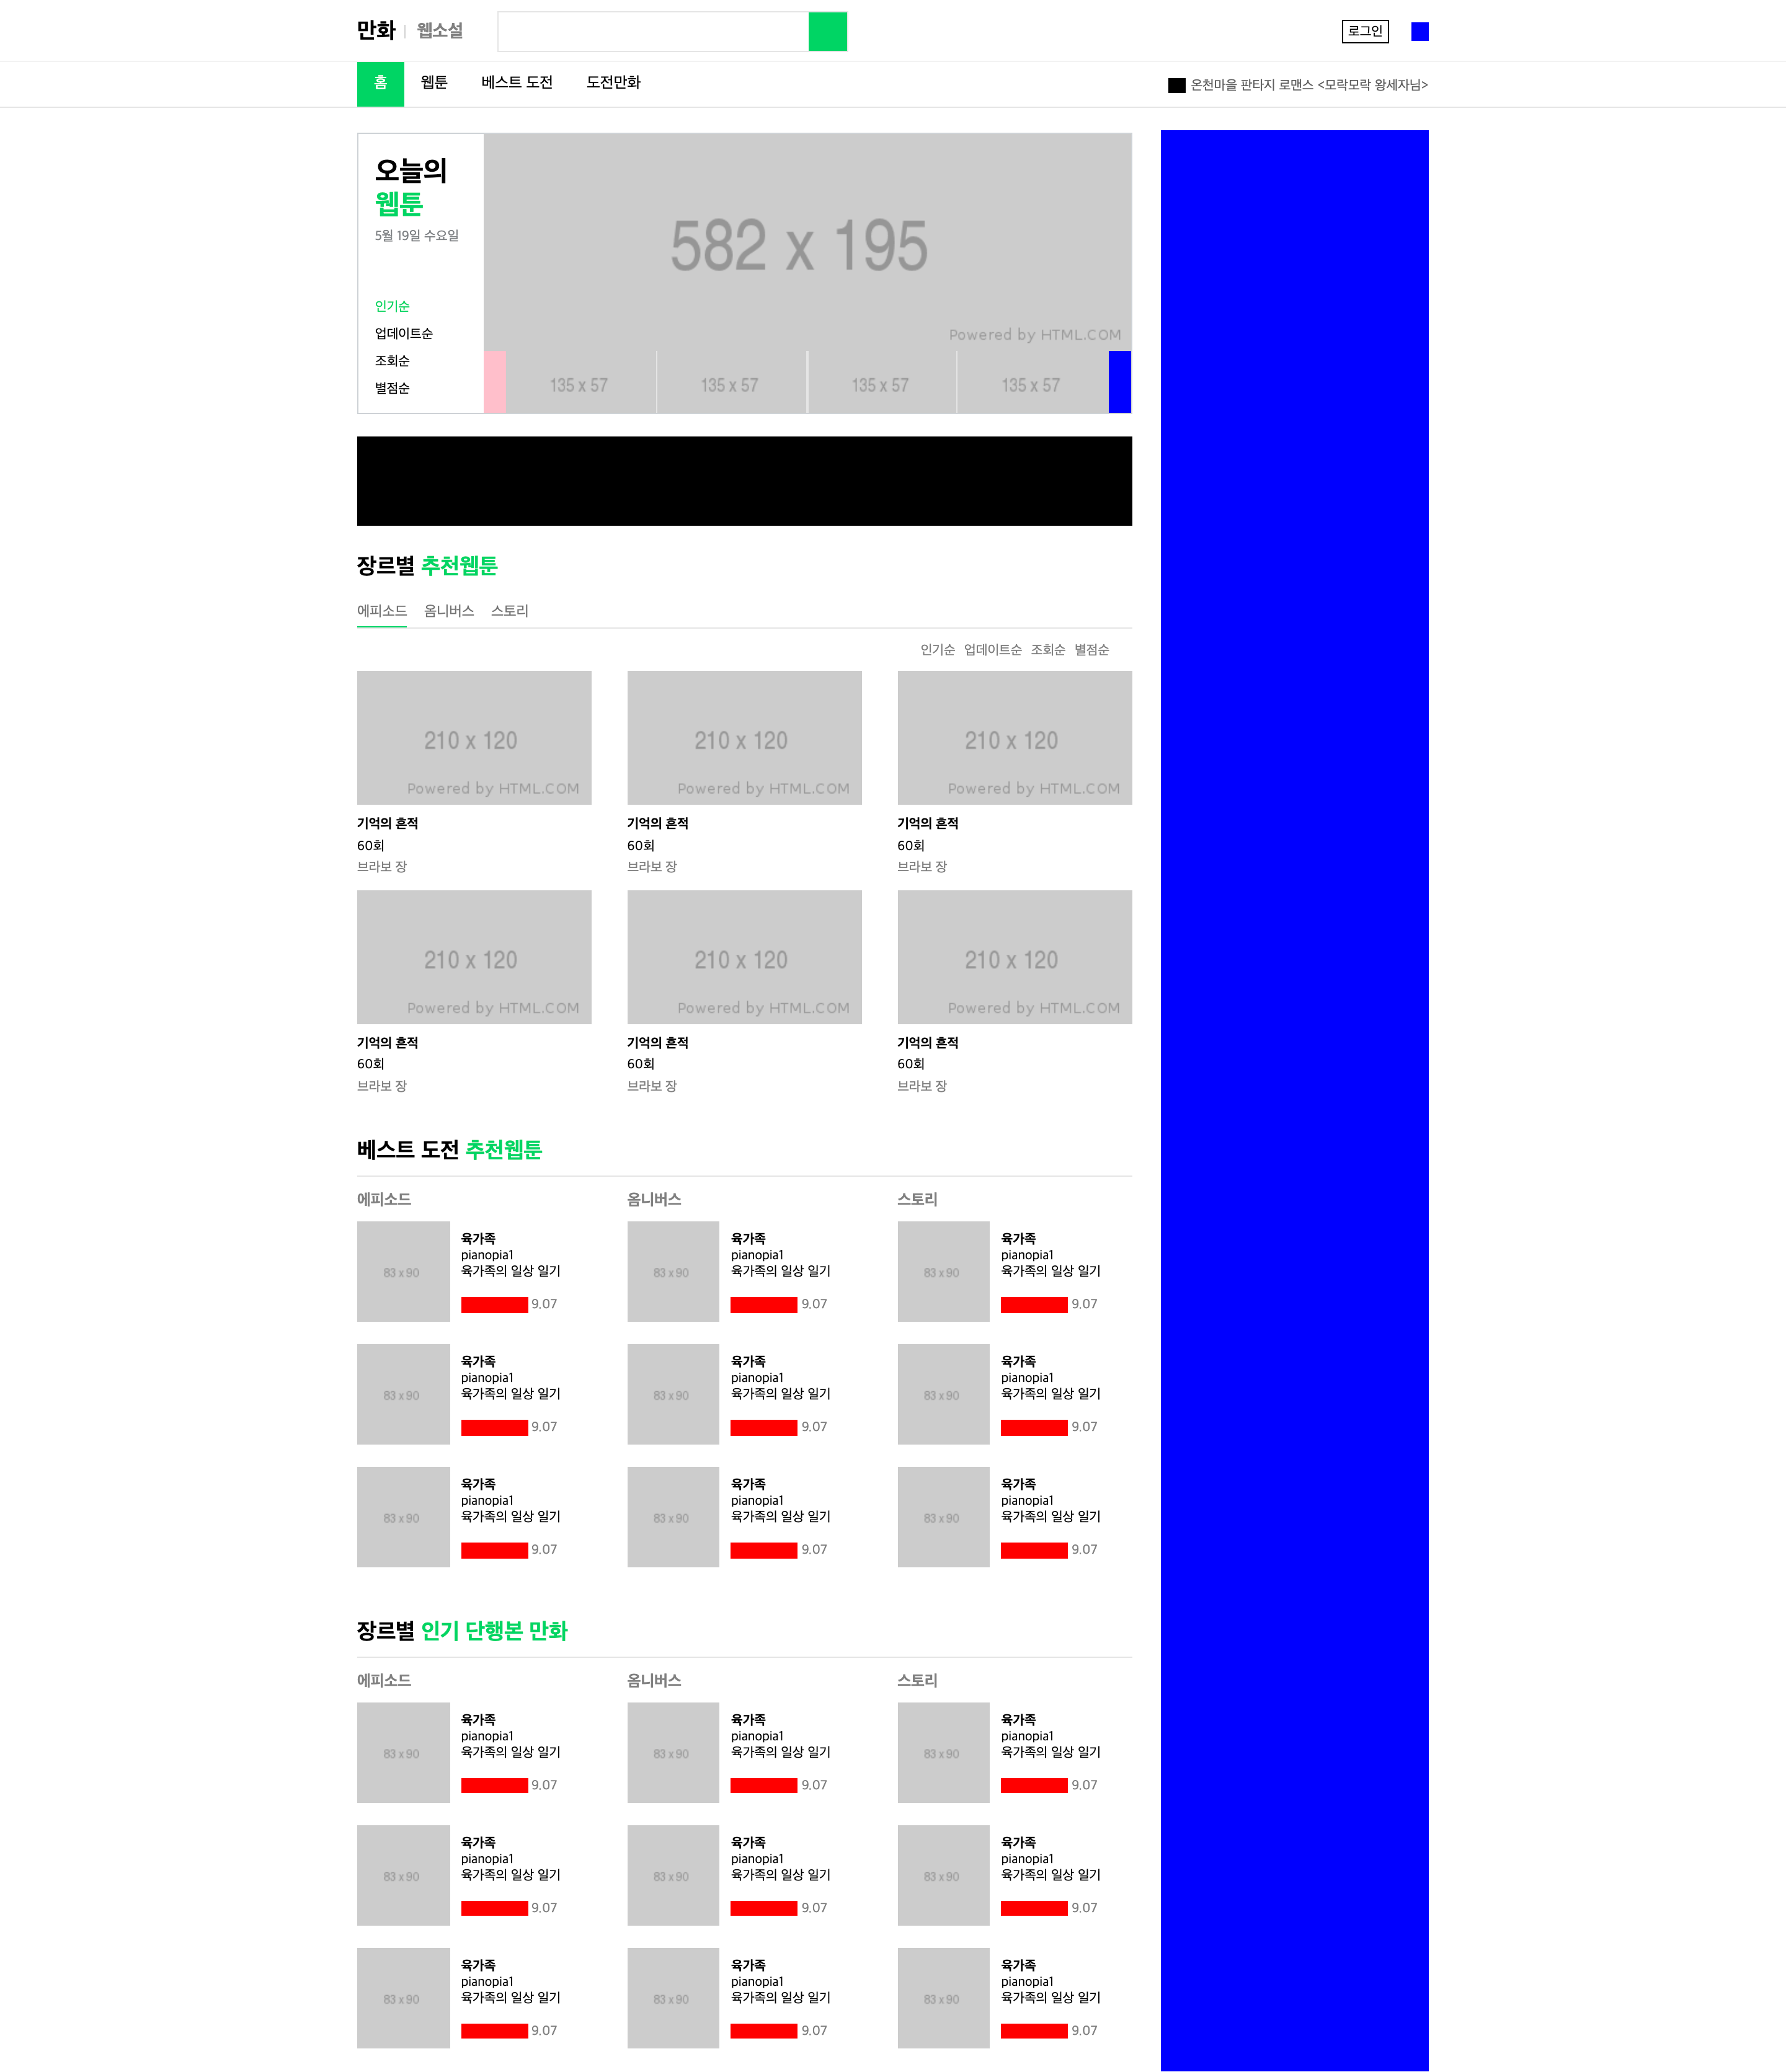 만화 | 웹소설
로그인
홈 웹툰 베스트 도전 도전만화
온천마을 판타지 로맨스 <모락모락 왕세자님>
오늘의
웹툰
5월 19일 수요일
인기순
업데이트순
조회순
별점순
582 x 195
Powered by HTML.COM
135 x 57 135 x 57 135 x 57 135 x 57
장르별 추천웹툰
에피소드 옴니버스 스토리
인기순 업데이트순 조회순 별점순
210 x 120 210 x 120 210 x 120
Powered by HTML.COM Powered by HTML.COM Powered by HTML.COM
기억의 흔적 기억의 흔적 기억의 흔적
60회 60회 60회
브라보 장 브라보 장 브라보 장
210 x 120 210 x 120 210 x 120
Powered by HTML.COM Powered by HTML.COM Powered by HTML.COM
기억의 흔적 기억의 흔적 기억의 흔적
60회 60회 60회
브라보 장 브라보 장 브라보 장
베스트 도전 추천웹툰
에피소드 옴니버스 스토리
육가족 육가족 육가족
pianopia1 pianopia1 pianopia1
83 x 90 육가족의 일상 일기 83 x 90 육가족의 일상 일기 83 x 90 육가족의 일상 일기
9.07 9.07 9.07
육가족 육가족 육가족
pianopia1 pianopia1 pianopia1
83 x 90 육가족의 일상 일기 83 x 90 육가족의 일상 일기 83 x 90 육가족의 일상 일기
9.07 9.07 9.07
육가족 육가족 육가족
pianopia1 pianopia1 pianopia1
83 x 90 육가족의 일상 일기 83 x 90 육가족의 일상 일기 83 x 90 육가족의 일상 일기
9.07 9.07 9.07
장르별 인기 단행본 만화
에피소드 옴니버스 스토리
육가족 육가족 육가족
pianopia1 pianopia1 pianopia1
83 x 90 육가족의 일상 일기 83 x 90 육가족의 일상 일기 83 x 90 육가족의 일상 일기
9.07 9.07 9.07
육가족 육가족 육가족
pianopia1 pianopia1 pianopia1
83 x 90 육가족의 일상 일기 83 x 90 육가족의 일상 일기 83 x 90 육가족의 일상 일기
9.07 9.07 9.07
육가족 육가족 육가족
pianopia1 pianopia1 pianopia1
83 x 90 육가족의 일상 일기 83 x 90 육가족의 일상 일기 83 x 90 육가족의 일상 일기
9.07 9.07 9.07